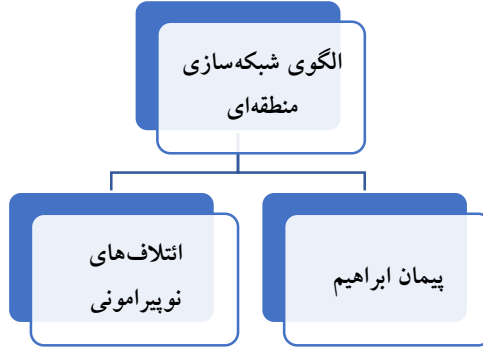 الگوی شبکه‌سازی
منطقه‌ای
پیمان ابراهیم
ائتلاف‌های
نوپیرامونی